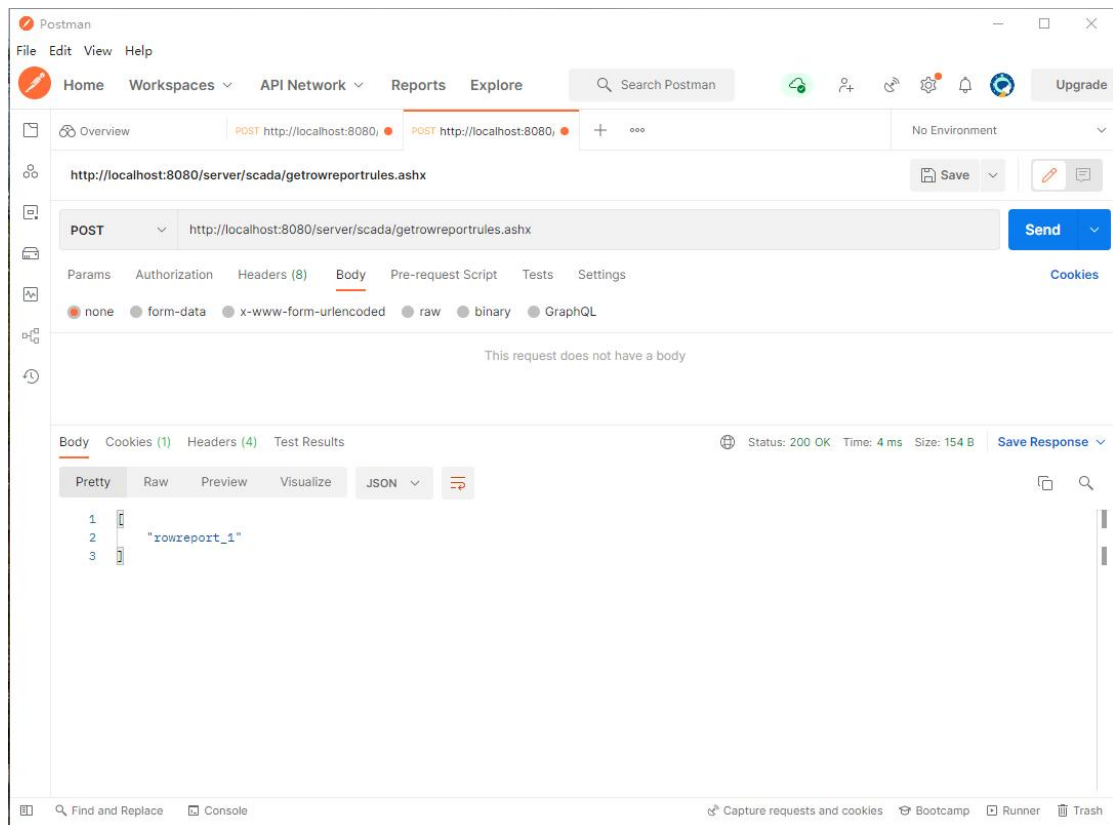 Postman
File Edit View Help
Home Workspaces API Network Reports Explore Search Postman Upgrade
Overview POST http://localhost:8080/ POST http://localhost:8080/ No Environment
http://localhost:8080/server/scada/getrowreportrules.ashx Save
POST http://localhost:8080/server/scada/getrowreportrules.ashx Send
Params Authorization Headers (8) Body Pre-request Script Tests Settings Cookies
none form-data x-www-form-urlencoded raw binary GraphQL
This request does not have a body
Body Cookies (1) Headers (4) Test Results Status: 200 OK Time: 4 ms Size: 154 B Save Response
Pretty Raw Preview Visualize JSON
1 [
2 "rowreport_1"
3 ]
Find and Replace Console Capture requests and cookies Bootcamp Runner Trash